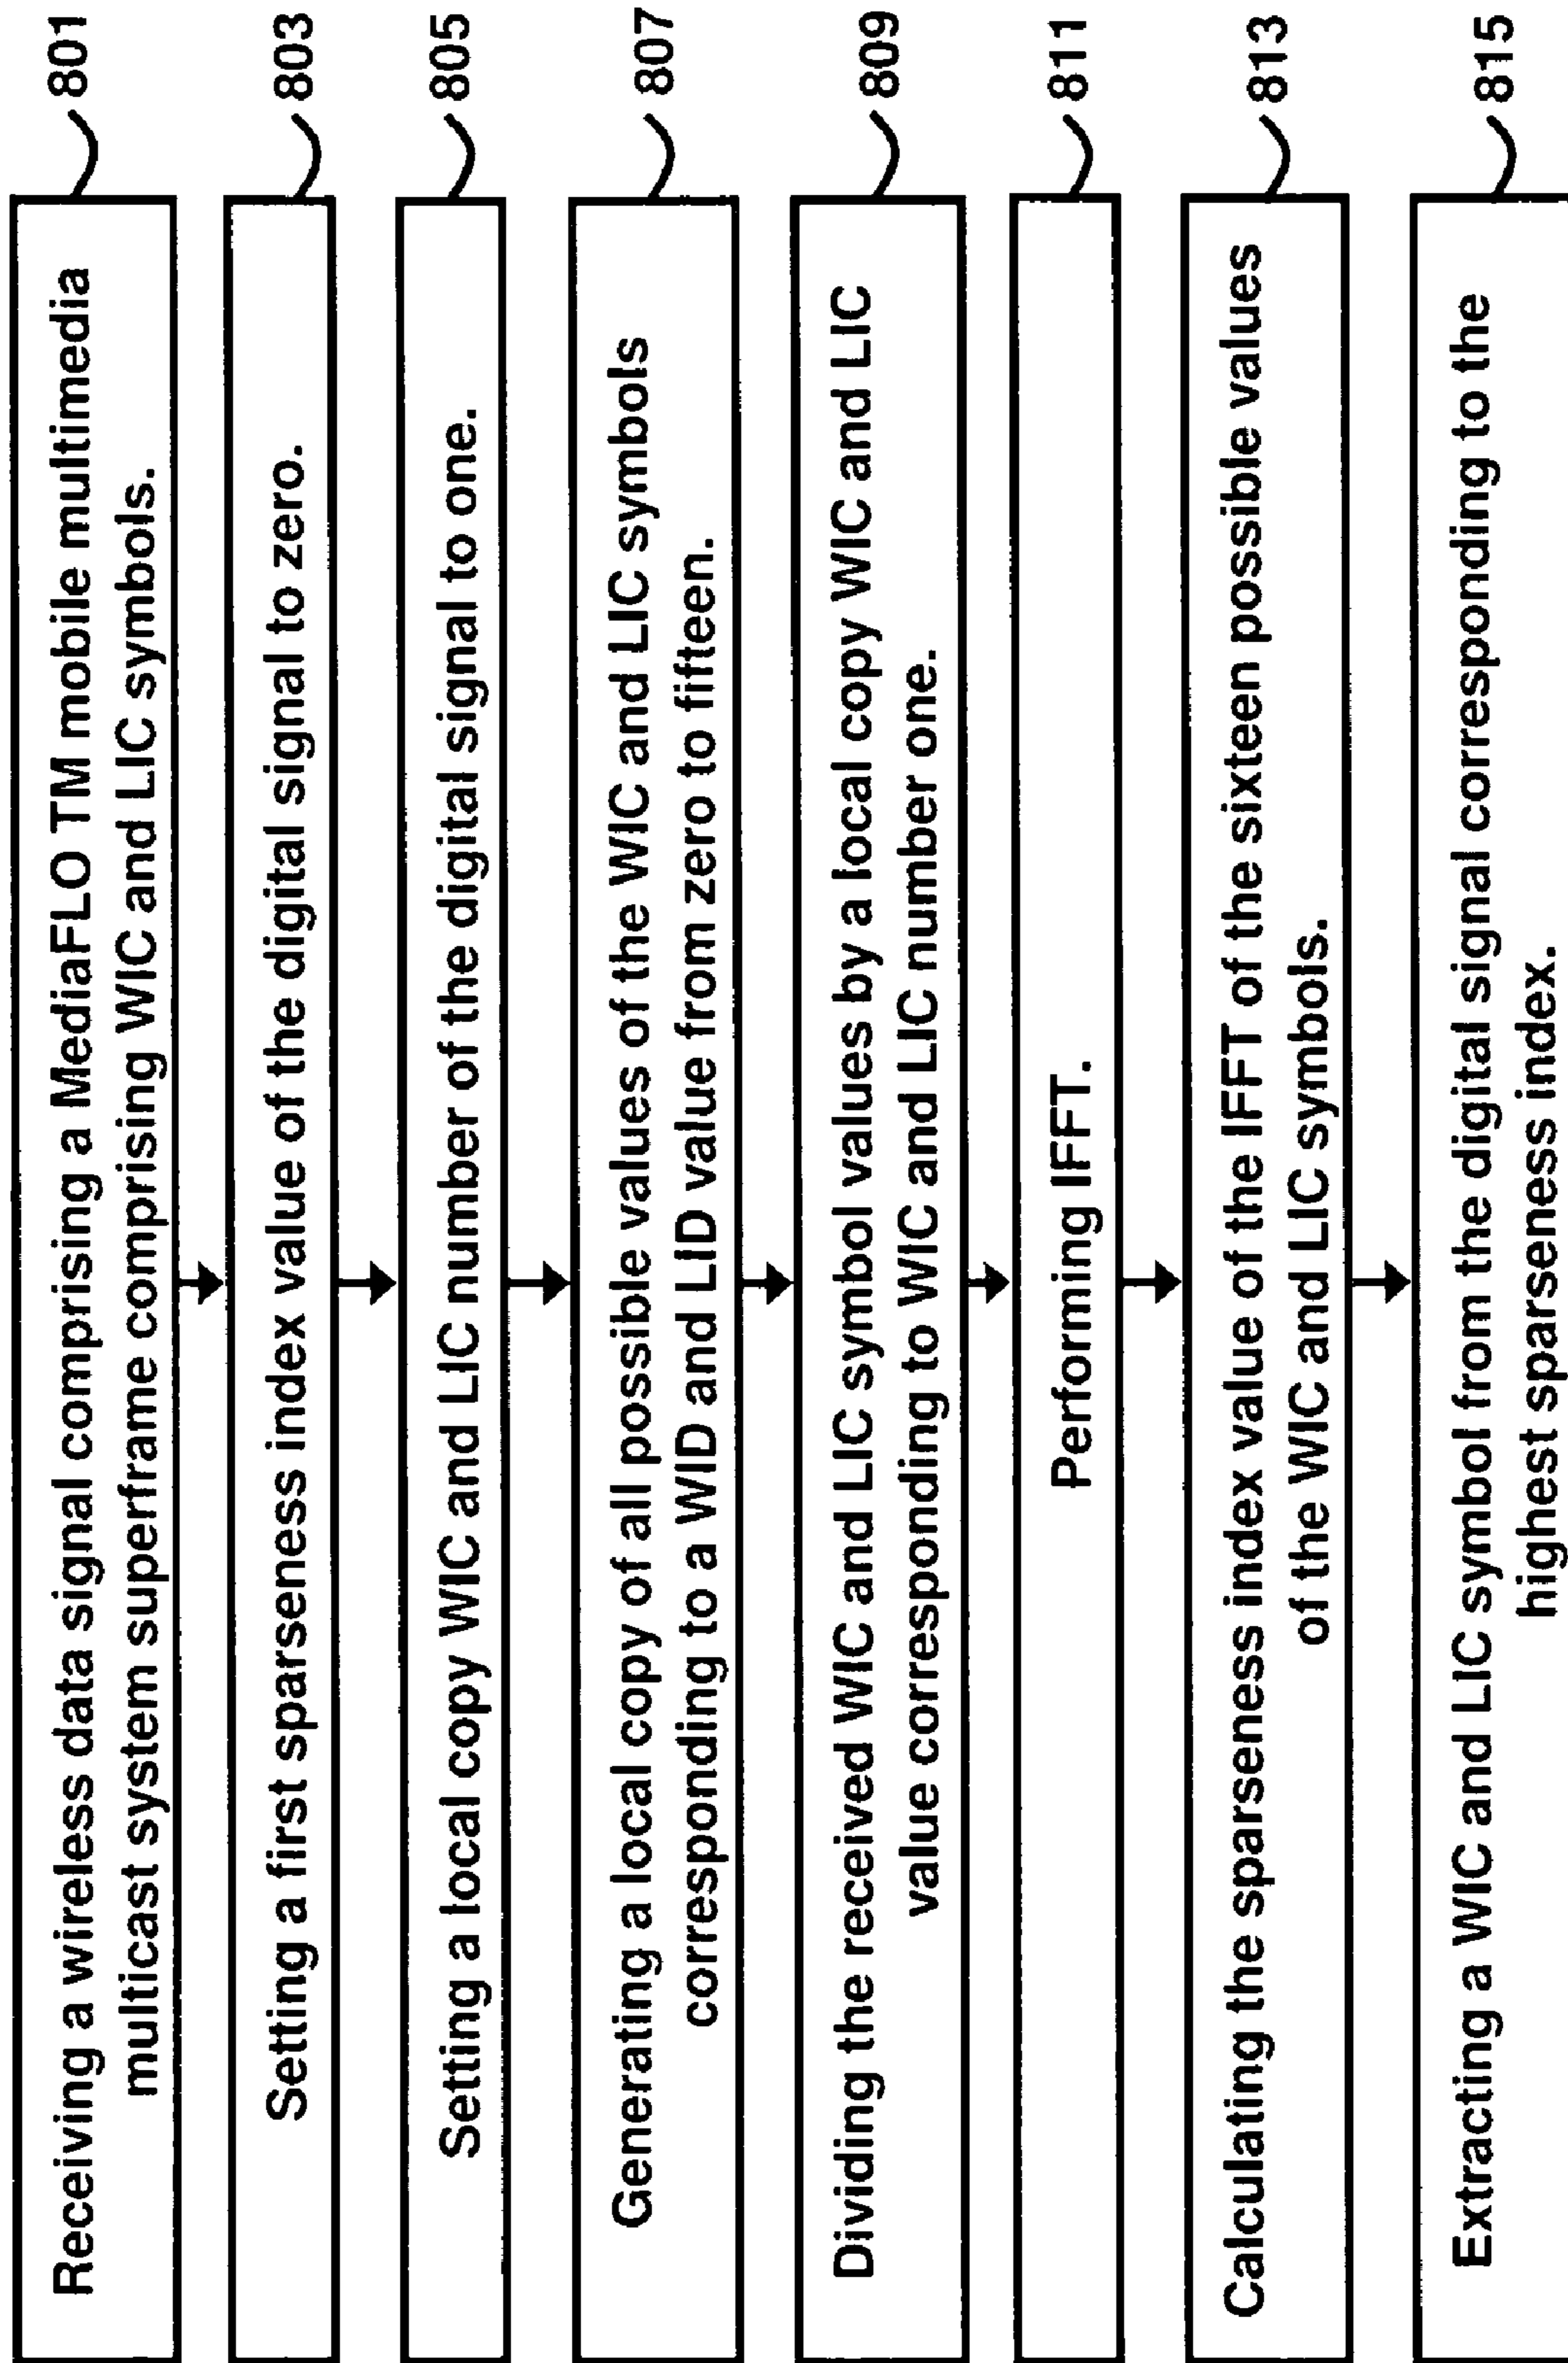 Receiving a wireless data signal comprising a MediaFLO TM mobile multimedia
multicast system superframe comprising WIC and LIC symbols.
801
Setting a first sparseness index value of the digital signal to zero.
803
Setting a local copy WIC and LIC number of the digital signal to one.
805
Generating a local copy of all possible values of the WIC and LIC symbols
corresponding to a WID and LID value from zero to fifteen.
807
Dividing the received WIC and LIC symbol values by a local copy WIC and LIC
value corresponding to WIC and LIC number one.
809
Performing IFFT.
811
Calculating the sparseness index value of the IFFT of the sixteen possible values
of the WIC and LIC symbols.
813
Extracting a WIC and LIC symbol from the digital signal corresponding to the
highest sparseness index.
815